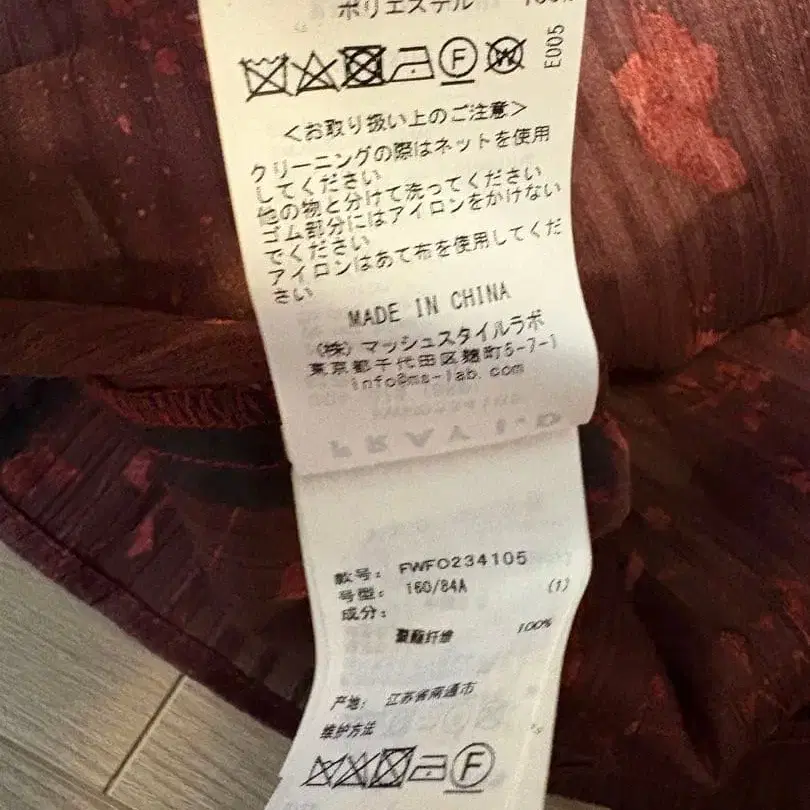 ポリエステル 100%
E005
F
W
<お取り扱い上のご注意>
クリーニングの際はネットを使用
してください
他の物と分けて洗ってください
ゴム部分にはアイロンをかけない
でください
アイロンはあて布を使用してくだ
さい
MADE IN CHINA
(株) マッシュスタイルラボ
東京都千代田区麹町5-7-1
info@ms-lab.com
FRAY I.D
款号: FWFO234105
号型: 160/84A (1)
成分:
聚酯纤维 100%
产地: 江苏省南通市
维护方法
F